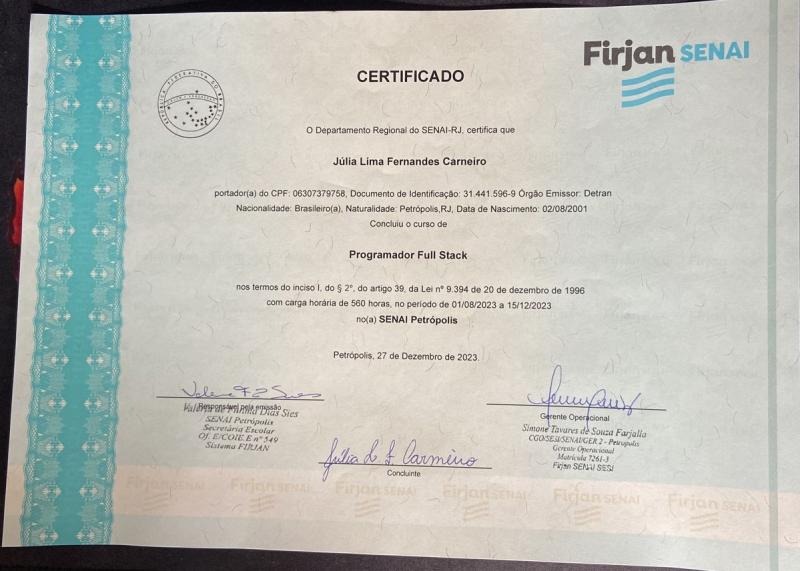 Firjan SENAI
CERTIFICADO
REPÚBLICA FEDERATIVA DO BRASIL
O Departamento Regional do SENAI-RJ, certifica que
Júlia Lima Fernandes Carneiro
portador(a) do CPF: 06307379758, Documento de Identificação: 31.441.596-9 Órgão Emissor: Detran
Nacionalidade: Brasileiro(a), Naturalidade: Petrópolis,RJ, Data de Nascimento: 02/08/2001
Concluiu o curso de
Programador Full Stack
nos termos do inciso I, do § 2°, do artigo 39, da Lei nº 9.394 de 20 de dezembro de 1996
com carga horária de 560 horas, no período de 01/08/2023 a 15/12/2023
no(a) SENAI Petrópolis
Petrópolis, 27 de Dezembro de 2023.
Responsável pela emissão
Valéria de Dias Sies
SENAI Petrópolis
Secretária Escolar
Of. E/COIE.E nº 549
Sistema FIRJAN
Gerente Operacional
Simone Tavares de Souza Farjalla
CGO/SESI/SENAI/GER 2 - Petrópolis
Gerente Operacional
Matrícula 7261-3
Firjan SENAI SESI
Júlia L. F. Carneiro
Concluinte
Firjan SENAI Firjan SENAI Firjan SENAI Firjan SENAI Firjan SENAI Firjan SENAI